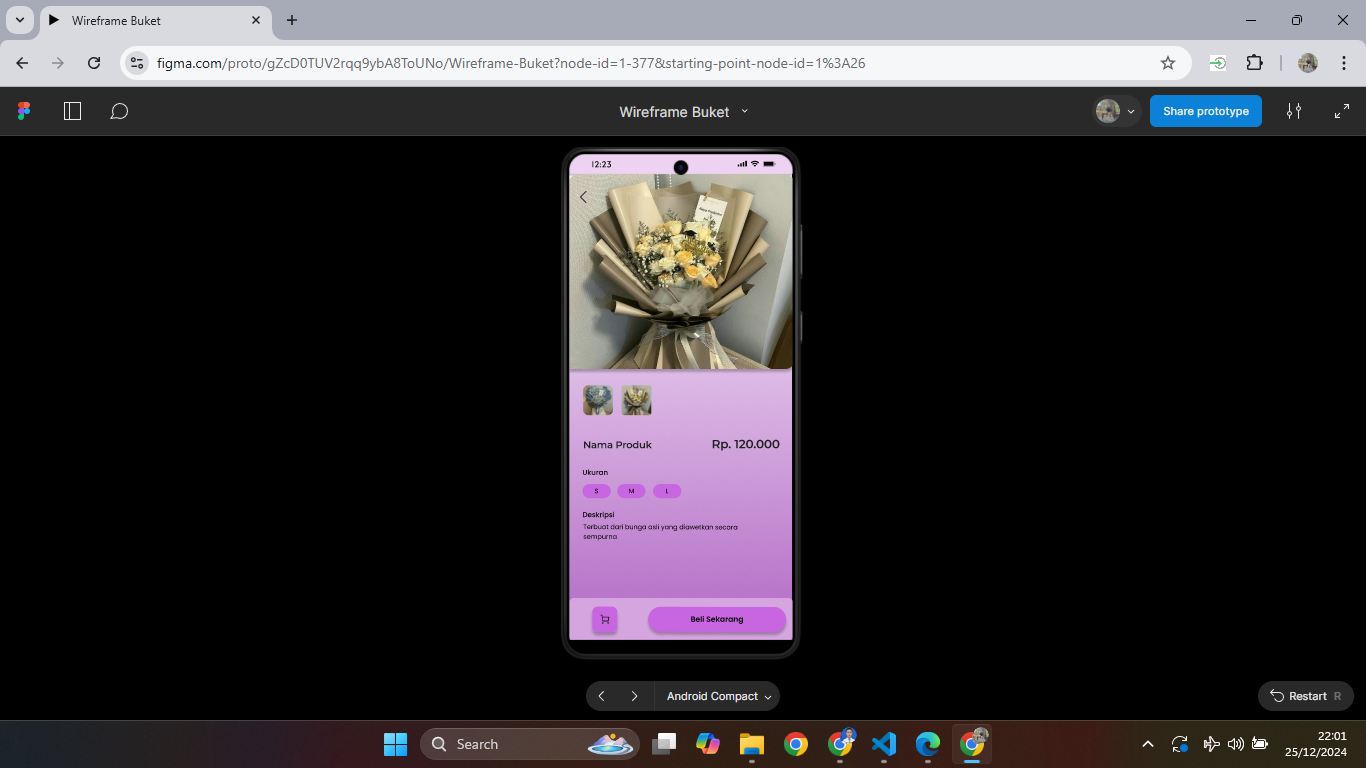 Wireframe Buket
figma.com/proto/gZcD0TUV2rqq9ybA8ToUNo/Wireframe-Buket?node-id=1-377&starting-point-node-id=1%3A26
Wireframe Buket
Share prototype
12:23
Nama Produk
Rp. 120.000
Ukuran
S M L
Deskripsi
Terbuat dari bunga asli yang diawetkan secara
sempurna
Beli Sekarang
Android Compact
Restart R
Search
22:01
25/12/2024